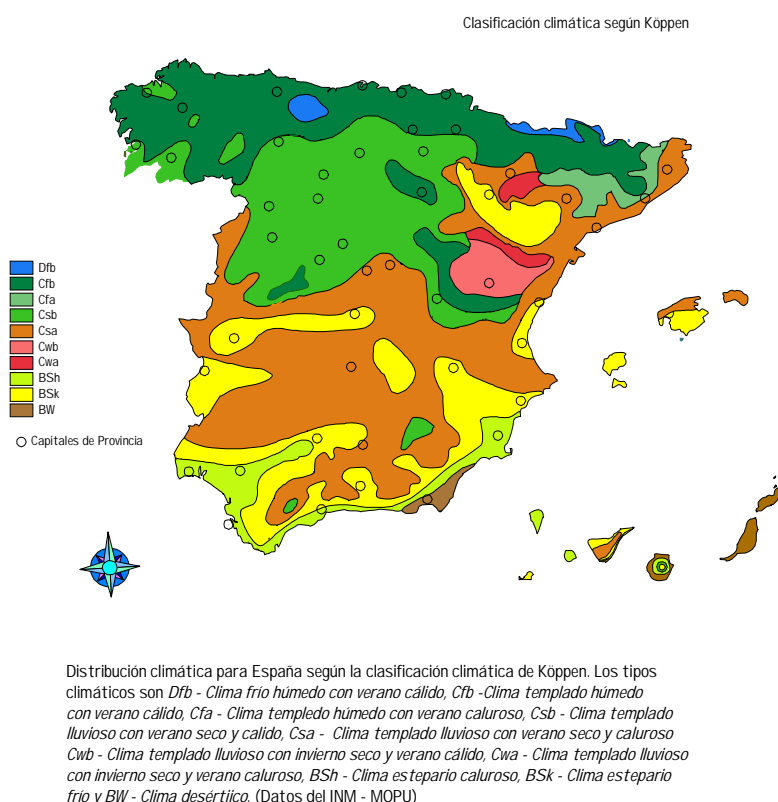 Clasificación climática según Köppen
Dfb
Cfb
Cfa
Csb
Csa
Cwb
Cwa
BSh
BSk
BW
Capitales de Provincia
Distribución climática para España según la clasificación climática de Köppen. Los tipos
climáticos son Dfb - Clima frío húmedo con verano cálido, Cfb -Clima templado húmedo
con verano cálido, Cfa - Clima templedo húmedo con verano caluroso, Csb - Clima templado
lluvioso con verano seco y calido, Csa - Clima templado lluvioso con verano seco y caluroso
Cwb - Clima templado lluvioso con invierno seco y verano cálido, Cwa - Clima templado lluvioso
con invierno seco y verano caluroso, BSh - Clima estepario caluroso, BSk - Clima estepario
frío y BW - Clima desértiico. (Datos del INM - MOPU)